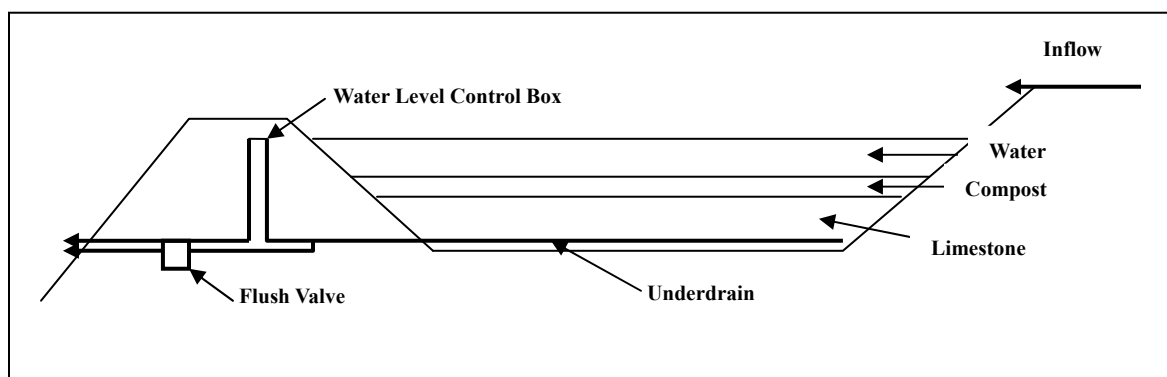 Inflow
Water Level Control Box
Water
Compost
Limestone
Underdrain
Flush Valve